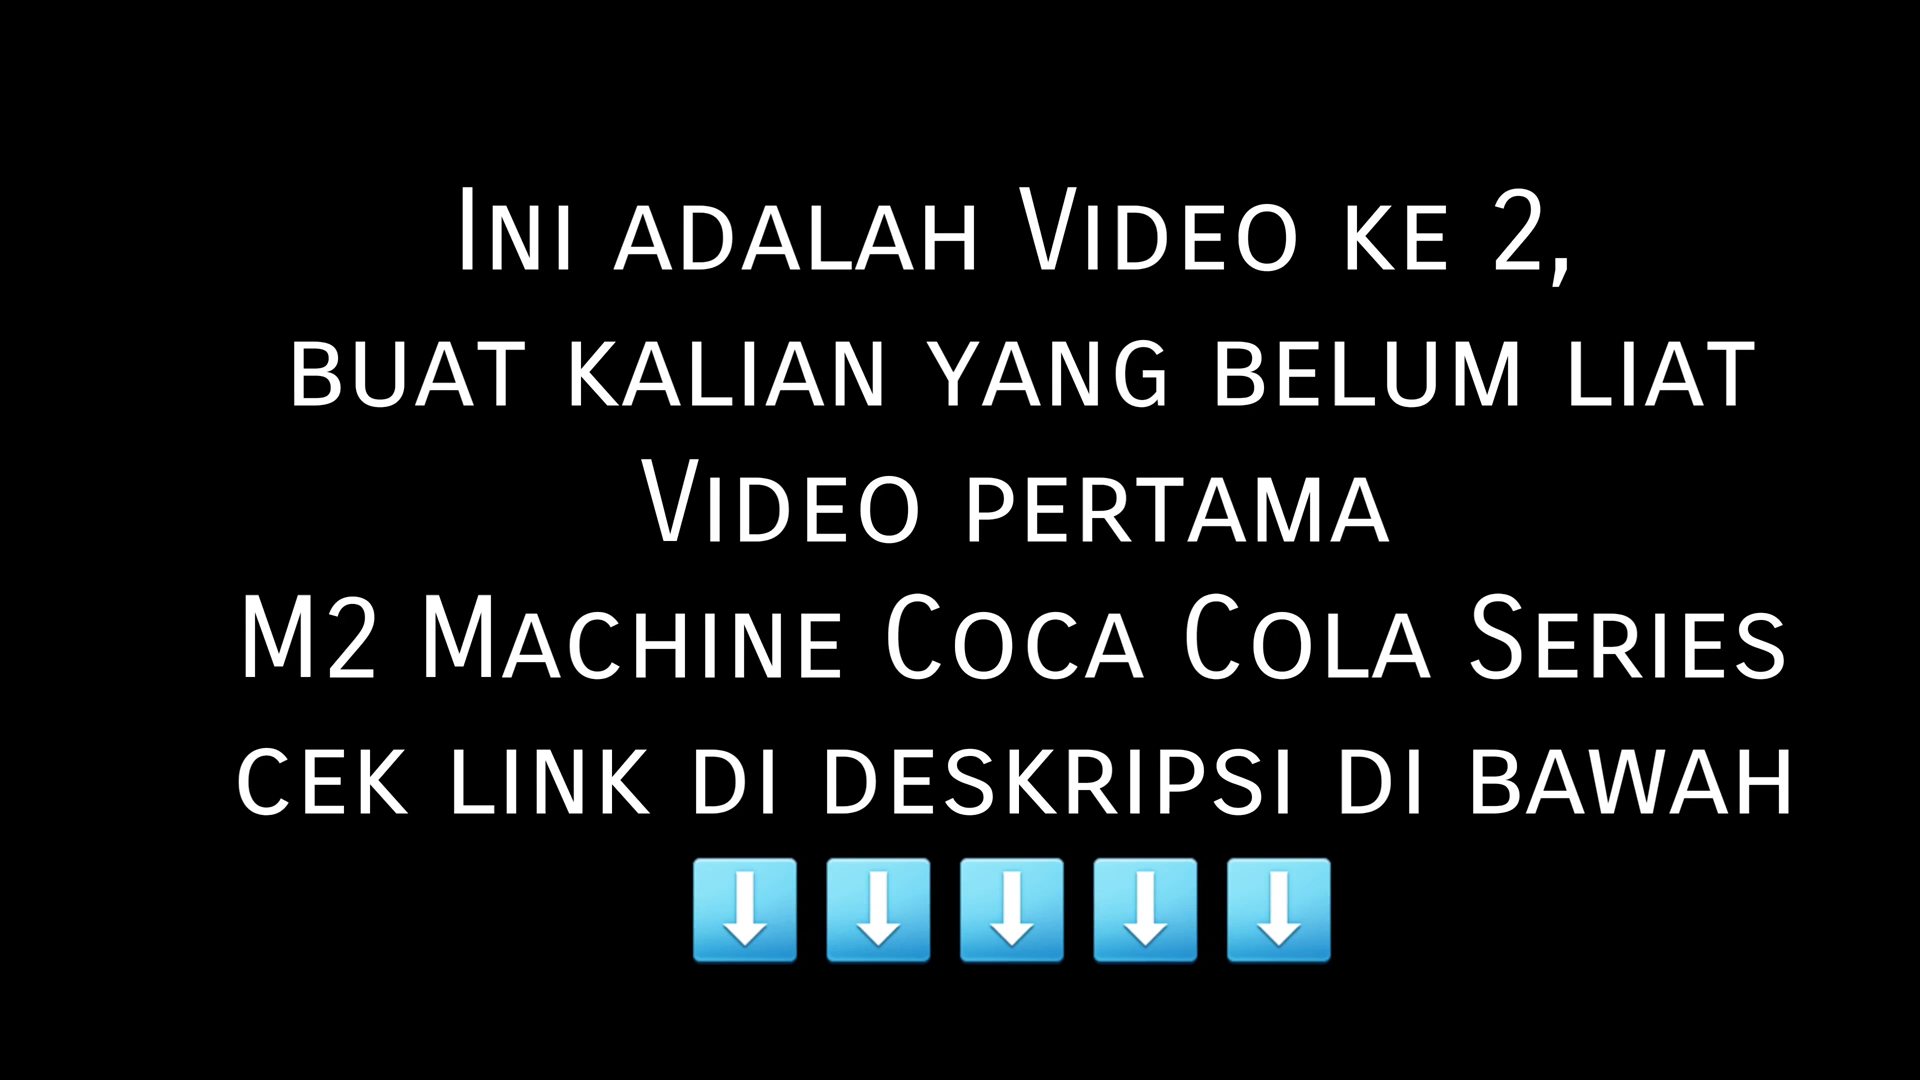 Ini adalah Video ke 2,
buat kalian yang belum liat
Video pertama
M2 Machine Coca Cola Series
cek link di deskripsi di bawah
⬇️⬇️⬇️⬇️⬇️